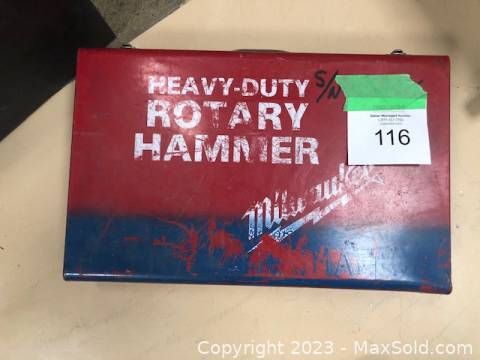 HEAVY-DUTY
ROTARY
HAMMER
S/N
116
Milwaukee
Copyright 2023 - MaxSold.com